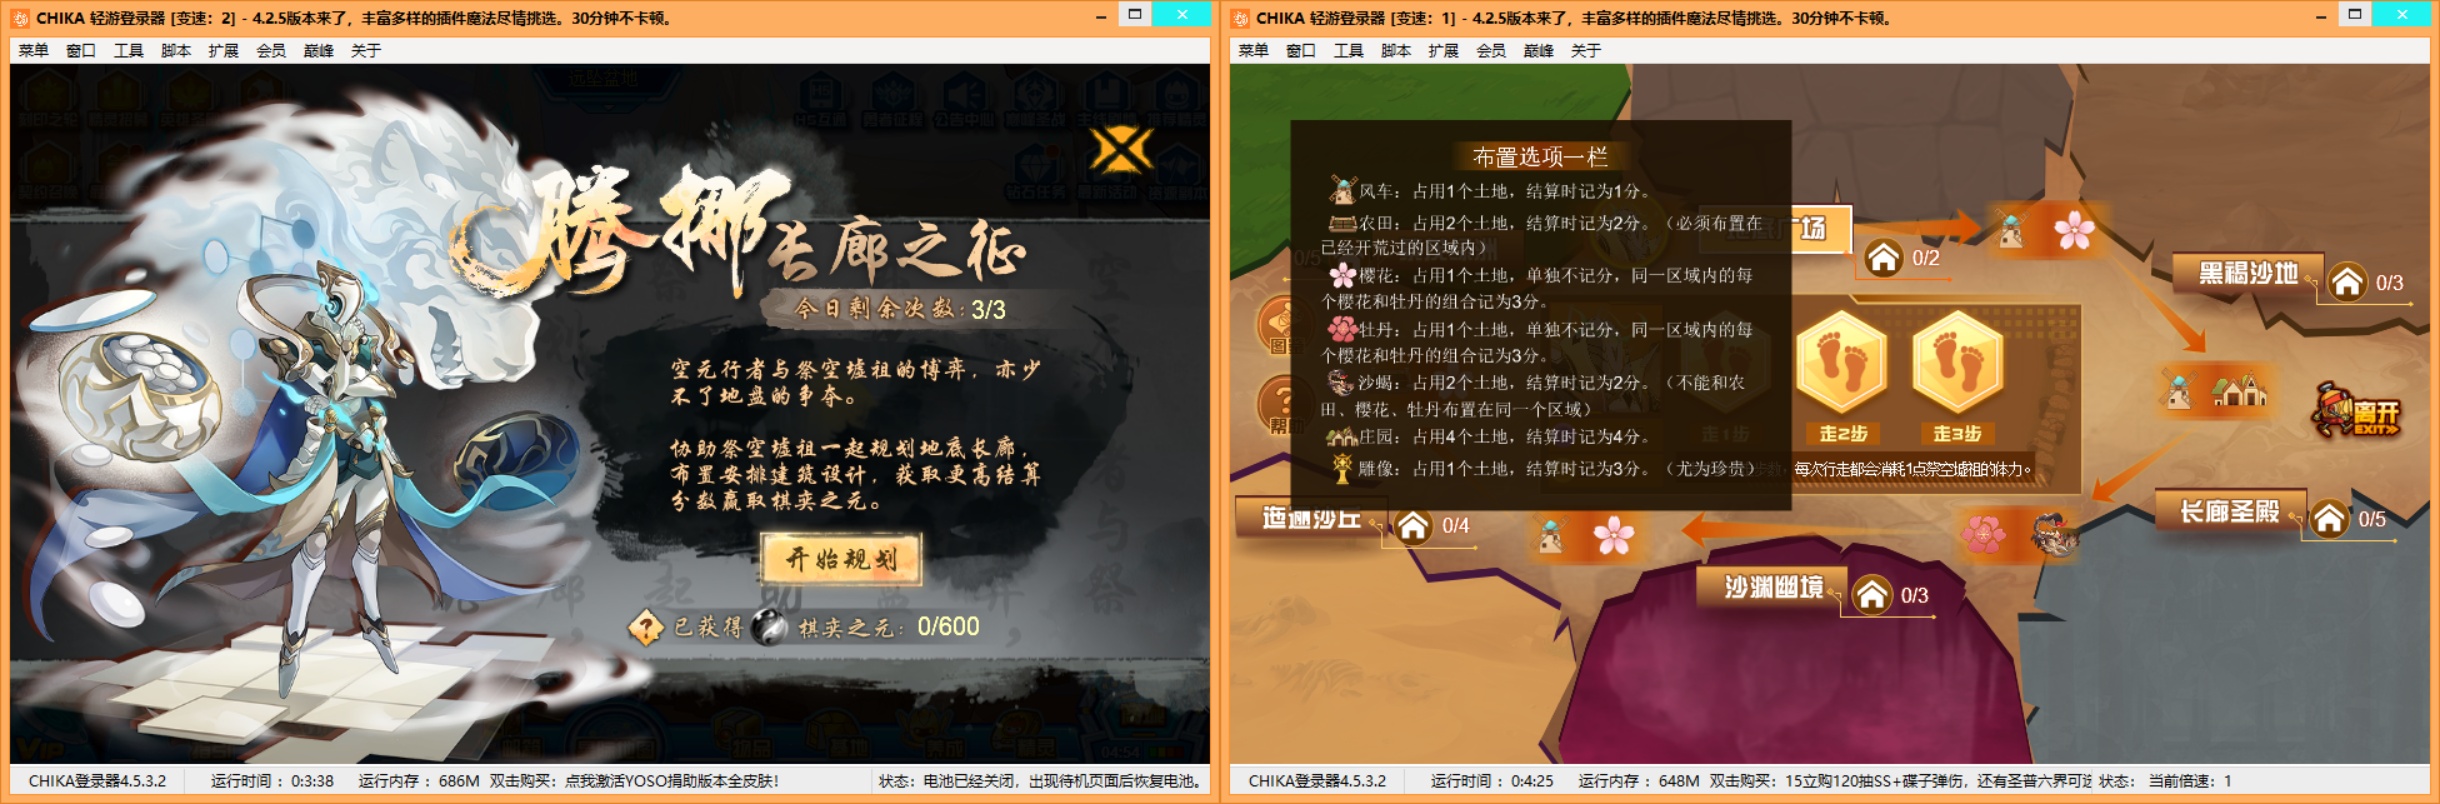 CHIKA 轻游登录器 [变速：2] - 4.2.5版本来了，丰富多样的插件魔法尽情挑选。30分钟不卡顿。
菜单 窗口 工具 脚本 扩展 会员 巅峰 关于
远坠盆地
腾挪长廊之征
今日剩余次数:3/3
空元行者与祭空墟祖的博弈，亦少
不了地盘的争夺。
协助祭空墟祖一起规划地底长廊，
布置安排建筑设计，获取更高结算
分数赢取棋奕之元。
开始规划
已获得 棋奕之元: 0/600
04:54
CHIKA登录器4.5.3.2 运行时间：0:3:38 运行内存：686M 双击购买：点我激活YOSO捐助版本全皮肤！ 状态：电池已经关闭，出现待机页面后恢复电池。
CHIKA 轻游登录器 [变速：1] - 4.2.5版本来了，丰富多样的插件魔法尽情挑选。30分钟不卡顿。
菜单 窗口 工具 脚本 扩展 会员 巅峰 关于
布置选项一栏
风车：占用1个土地，结算时记为1分。
农田：占用2个土地，结算时记为2分。（必须布置在
已经开荒过的区域内）
樱花：占用1个土地，单独不记分，同一区域内的每
个樱花和牡丹的组合记为3分。
牡丹：占用1个土地，单独不记分，同一区域内的每
个樱花和牡丹的组合记为3分。
沙蝎：占用2个土地，结算时记为2分。（不能和农
田、樱花、牡丹布置在同一个区域）
庄园：占用4个土地，结算时记为4分。
雕像：占用1个土地，结算时记为3分。（尤为珍贵）
广场
0/2
黑褐沙地
0/3
走1步 走2步 走3步
每次行走都会消耗1点祭空墟祖的体力。
帮助
离开
EXIT>>
迤逦沙丘
0/4
长廊圣殿
0/5
沙渊幽境
0/3
CHIKA登录器4.5.3.2 运行时间：0:4:25 运行内存：648M 双击购买：15立购120抽SS+碟子弹伤，还有圣普六界可 状态： 当前倍速：1